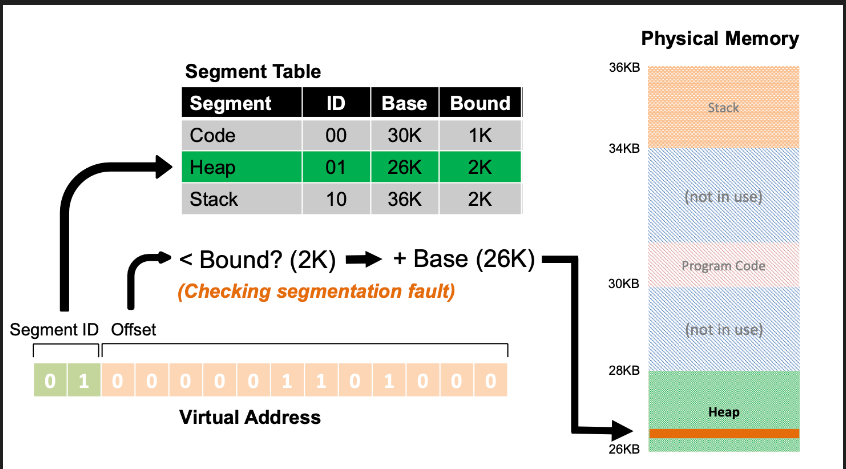 Physical Memory
36KB
Stack
34KB
(not in use)
Program Code
30KB
(not in use)
28KB
Heap
26KB
Segment Table
Segment ID Base Bound
Code 00 30K 1K
Heap 01 26K 2K
Stack 10 36K 2K
< Bound? (2K) + Base (26K)
(Checking segmentation fault)
Segment ID Offset
0 1 0 0 0 0 0 1 1 0 1 0 0 0
Virtual Address